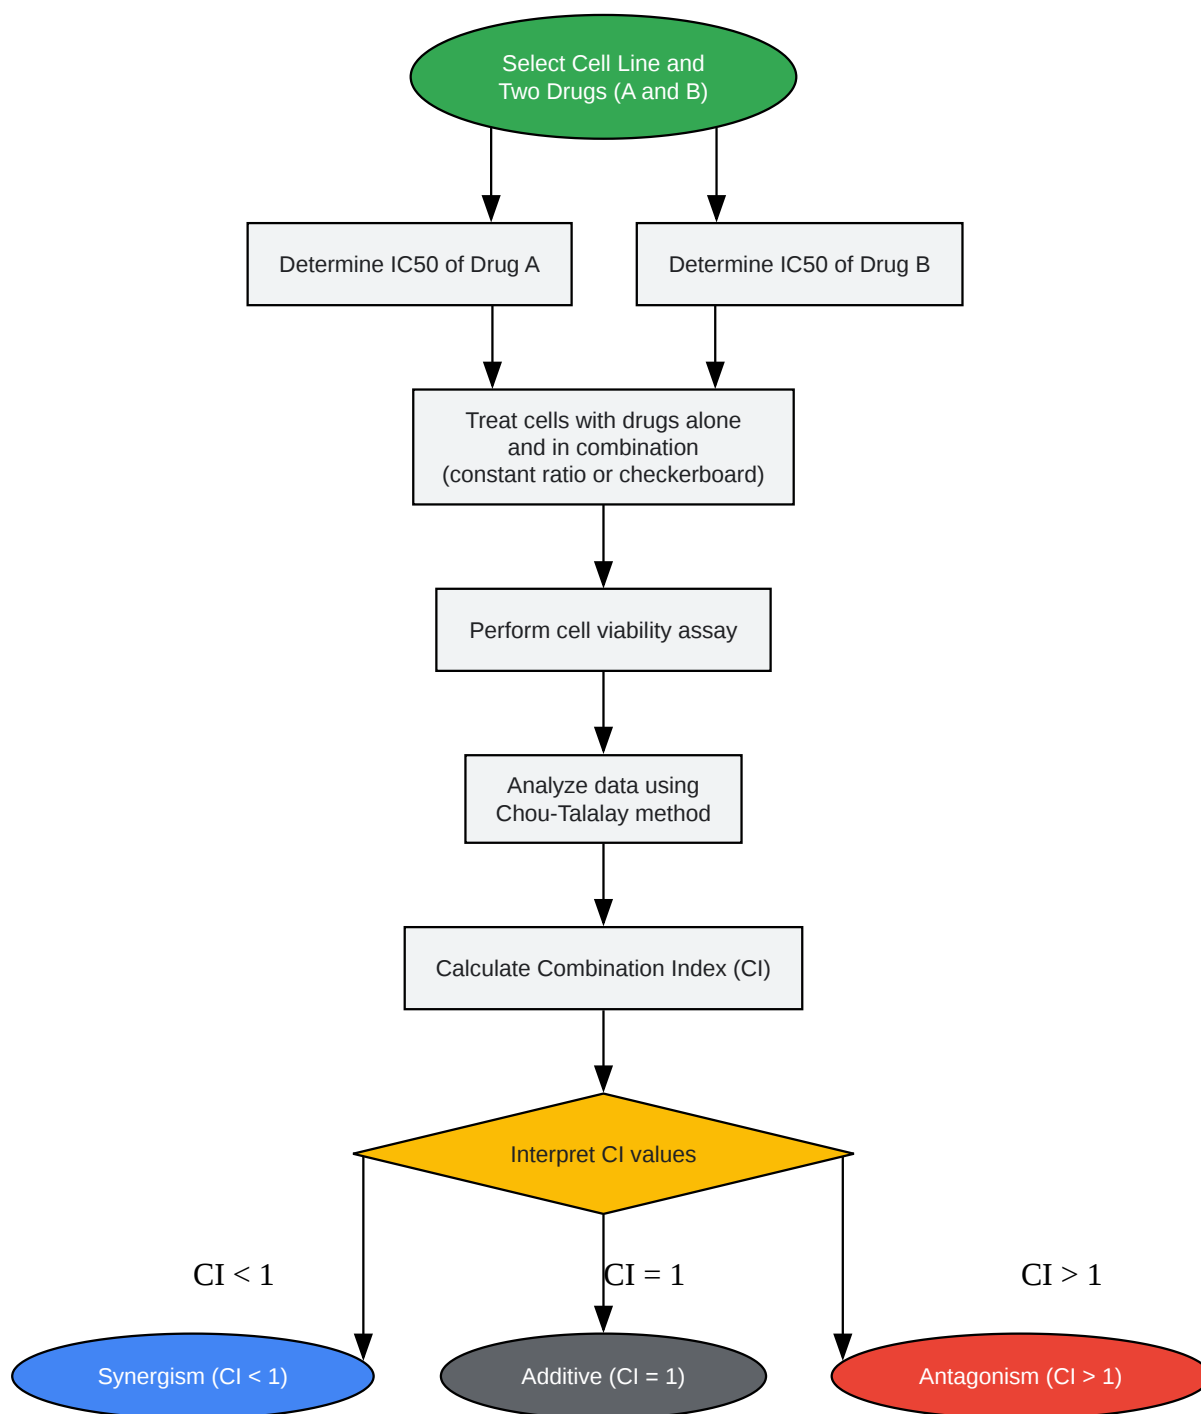 Select Cell Line and
Two Drugs (A and B)
Determine IC50 of Drug A
Determine IC50 of Drug B
Treat cells with drugs alone
and in combination
(constant ratio or checkerboard)
Perform cell viability assay
Analyze data using
Chou-Talalay method
Calculate Combination Index (CI)
Interpret CI values
CI < 1
CI = 1
CI > 1
Synergism (CI < 1)
Additive (CI = 1)
Antagonism (CI > 1)